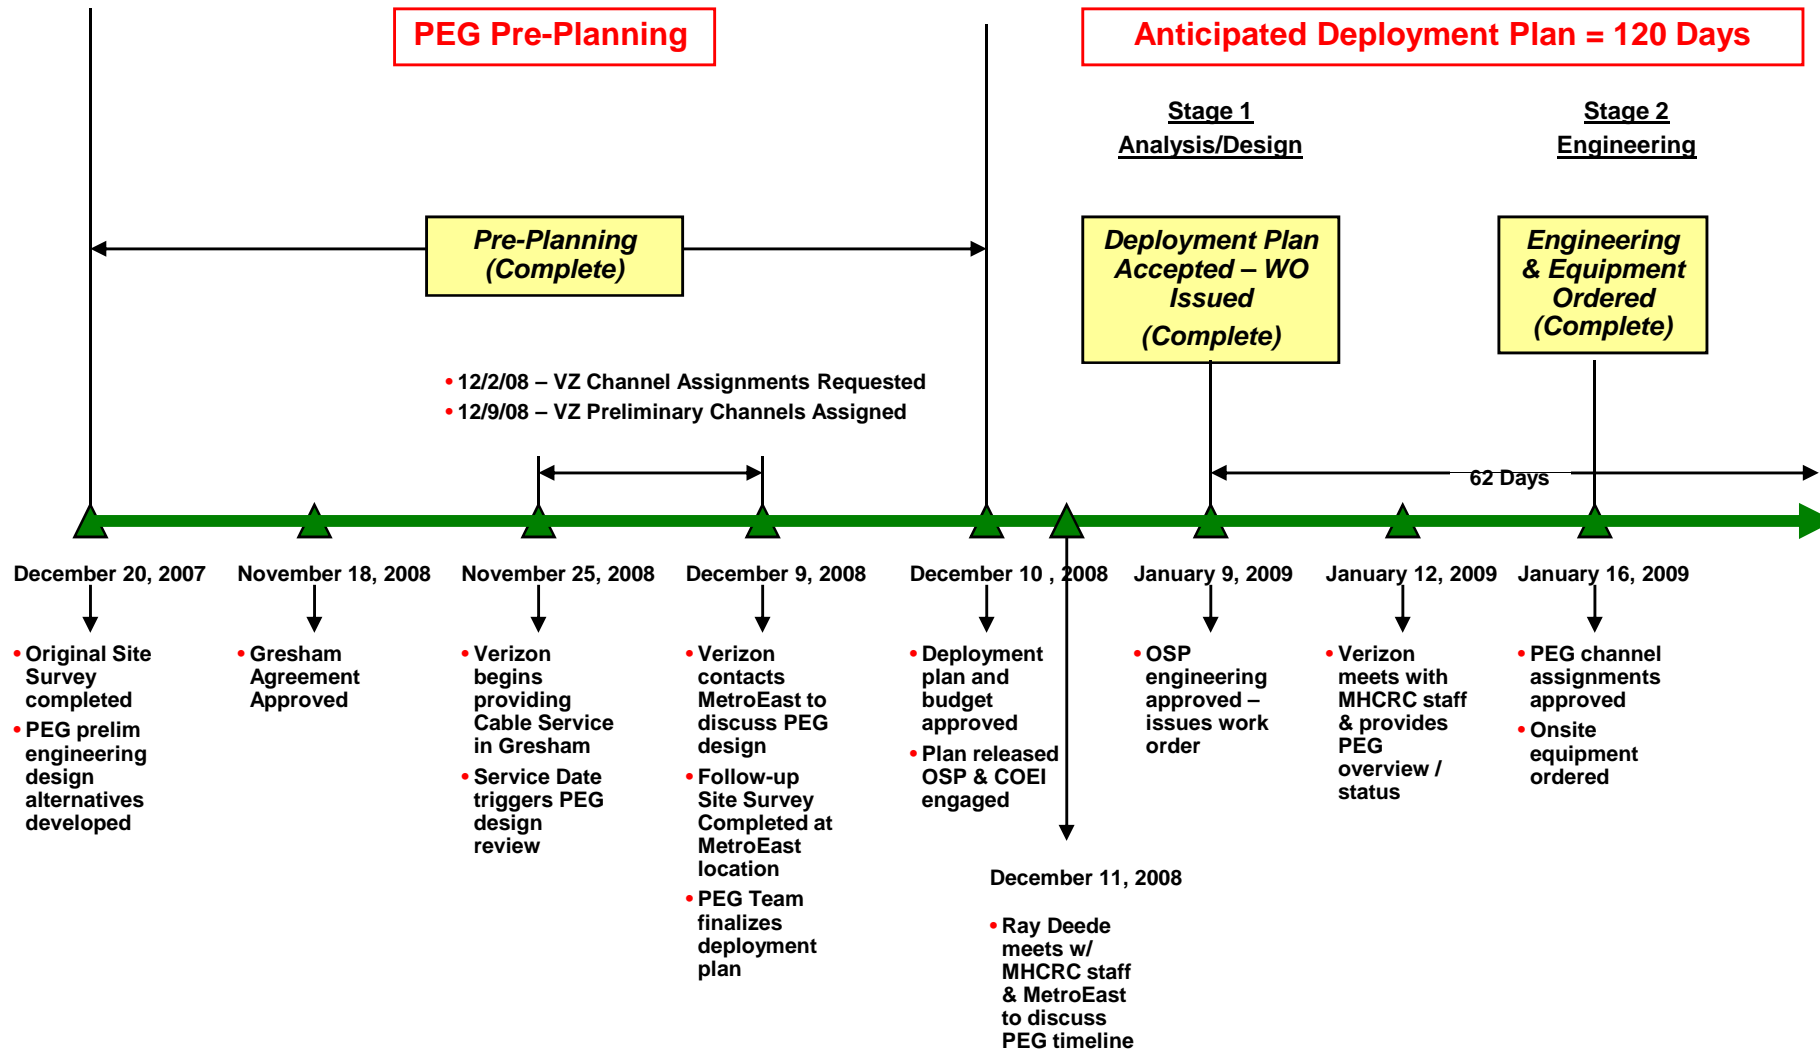 PEG Pre-Planning
Anticipated Deployment Plan = 120 Days
Stage 1
Analysis/Design
Stage 2
Engineering
Pre-Planning
(Complete)
Deployment Plan
Accepted – WO
Issued
(Complete)
Engineering
& Equipment
Ordered
(Complete)
• 12/2/08 – VZ Channel Assignments Requested
• 12/9/08 – VZ Preliminary Channels Assigned
62 Days
December 20, 2007
• Original Site
Survey
completed
• PEG prelim
engineering
design
alternatives
developed
November 18, 2008
• Gresham
Agreement
Approved
November 25, 2008
• Verizon
begins
providing
Cable Service
in Gresham
• Service Date
triggers PEG
design
review
December 9, 2008
• Verizon
contacts
MetroEast to
discuss PEG
design
• Follow-up
Site Survey
Completed at
MetroEast
location
• PEG Team
finalizes
deployment
plan
December 10 , 2008
• Deployment
plan and
budget
approved
• Plan released
OSP & COEI
engaged
December 11, 2008
• Ray Deede
meets w/
MHCRC staff
& MetroEast
to discuss
PEG timeline
January 9, 2009
• OSP
engineering
approved –
issues work
order
January 12, 2009
• Verizon
meets with
MHCRC staff
& provides
PEG
overview /
status
January 16, 2009
• PEG channel
assignments
approved
• Onsite
equipment
ordered